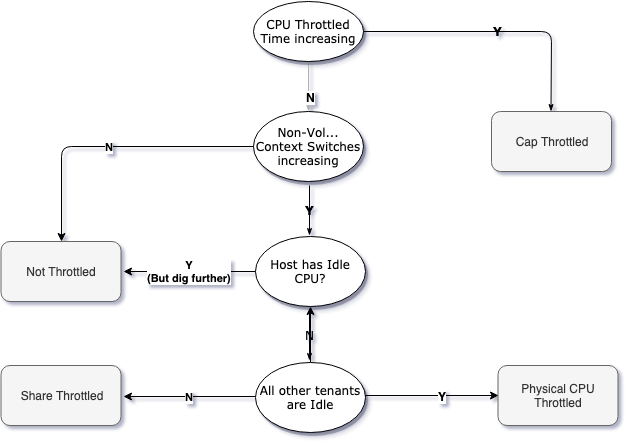 CPU Throttled
Time increasing
Y
N
Non-Vol...
Context Switches
increasing
Cap Throttled
N
Y
Not Throttled
Y
(But dig further)
Host has Idle
CPU?
N
Share Throttled
N
All other tenants
are Idle
Y
Physical CPU
Throttled